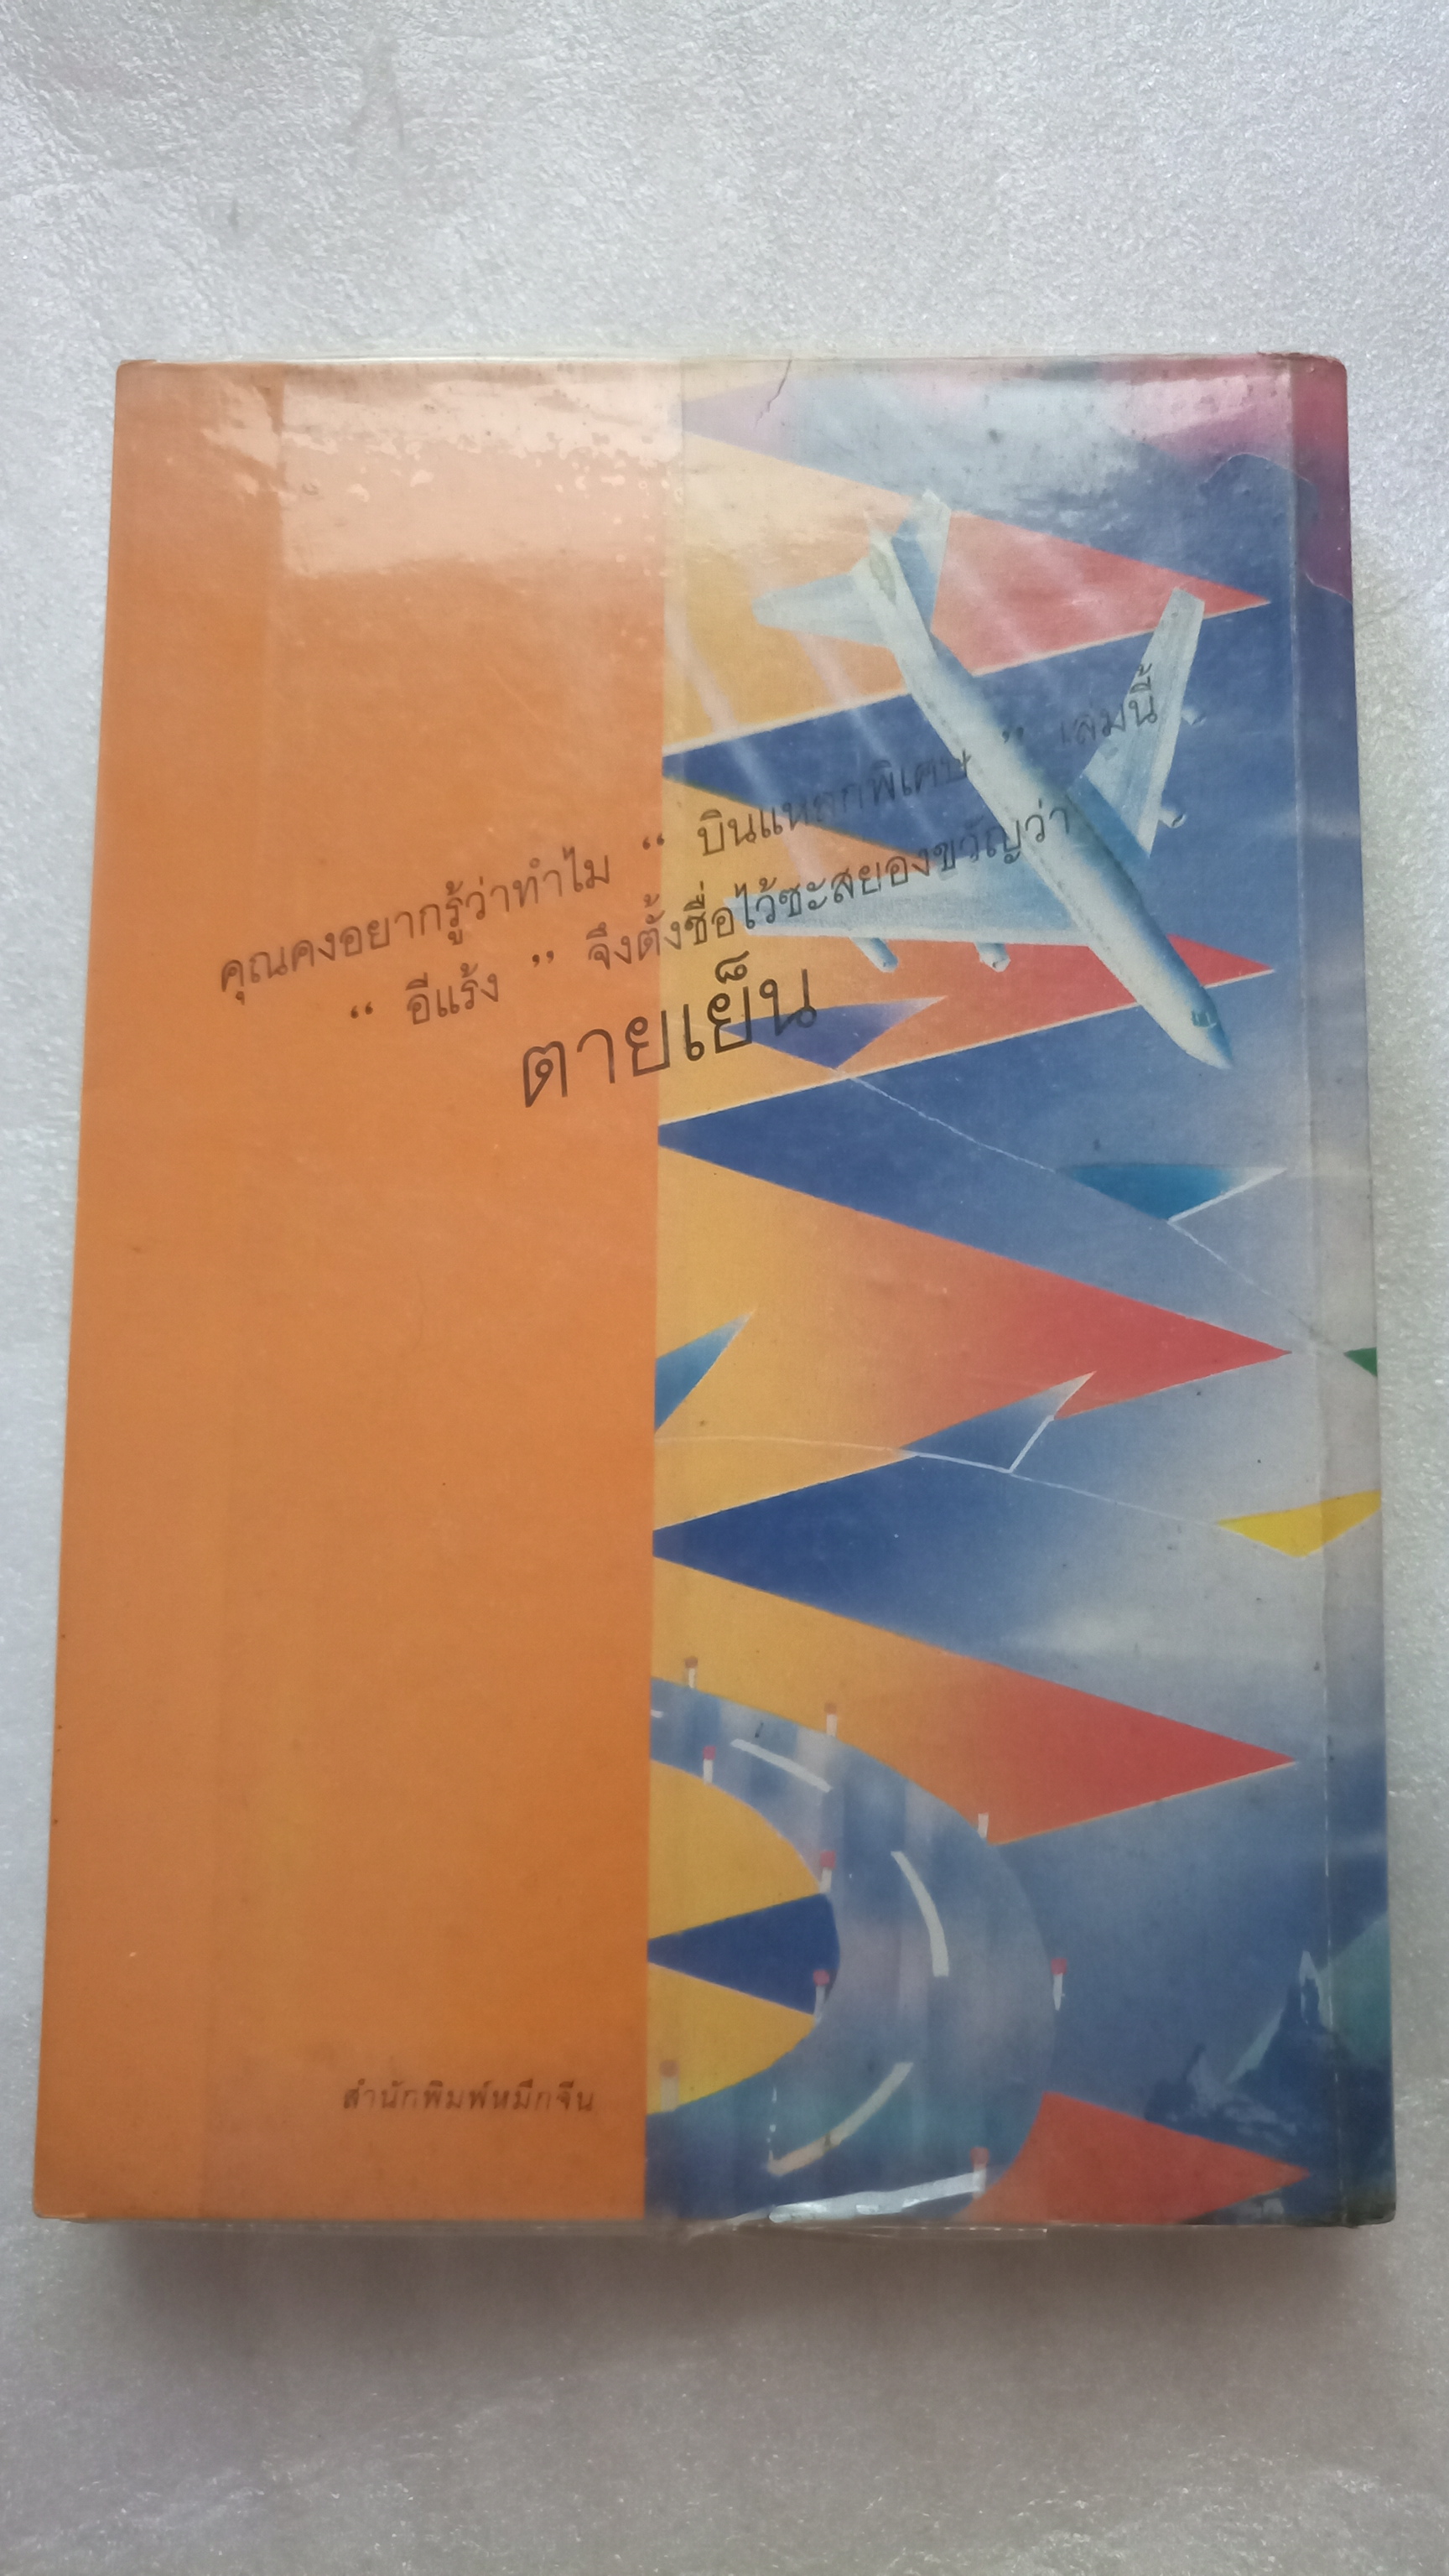 คุณคงอยากรู้ว่าทำไม “ บินแหลกพิเศษ ” เล่มนี้
“ อีแร้ง ” จึงตั้งชื่อไว้ซะสยองขวัญว่า
ตายเย็น
สำนักพิมพ์หมึกจีน